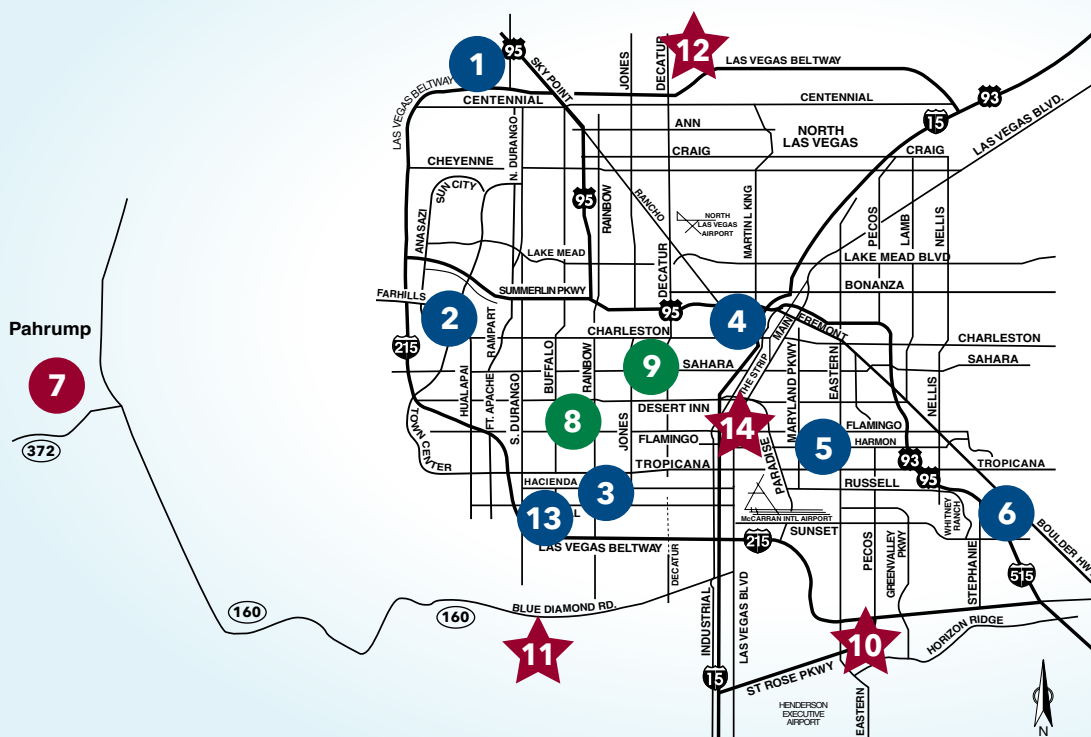 12
95
1
SKY POINT
JONES
DECATUR
LAS VEGAS BELTWAY
LAS VEGAS BELTWAY
93
CENTENNIAL
CENTENNIAL
15
LAS VEGAS BLVD.
N. DURANGO
ANN
NORTH
LAS VEGAS
CRAIG
CRAIG
CHEYENNE
SUN CITY
95
RAINBOW
RANCHO
NORTH
LAS VEGAS
AIRPORT
MARTIN L KING
PECOS
LAMB
NELLIS
ANASAZI
LAKE MEAD
DECATUR
LAKE MEAD BLVD
SUMMERLIN PKWY
BONANZA
FARHILLS
95
2
RAMPART
4
MAIN
FREMONT
Pahrump
CHARLESTON
CHARLESTON
215
9
SAHARA
SAHARA
7
HUALAPAI
FT. APACHE
BUFFALO
RAINBOW
THE STRIP
MARYLAND PKWY
EASTERN
NELLIS
S. DURANGO
DESERT INN
8
JONES
14
FLAMINGO
FLAMINGO
HARMON
5
TOWN CENTER
372
PARADISE
93
TROPICANA
TROPICANA
95
HACIENDA
3
RUSSELL
13
L
McCARRAN INTL AIRPORT
WHITNEY
RANCH
6
SUNSET
BOULDER HW
LAS VEGAS BELTWAY
215
DECATUR
PECOS
GREENVALLEY
PKWY
STEPHANIE
515
160
160
BLUE DIAMOND RD.
INDUSTRIAL
LAS VEGAS BLVD
11
10
HORIZON RIDGE
15
ST ROSE PKWY
HENDERSON
EXECUTIVE
AIRPORT
EASTERN
N